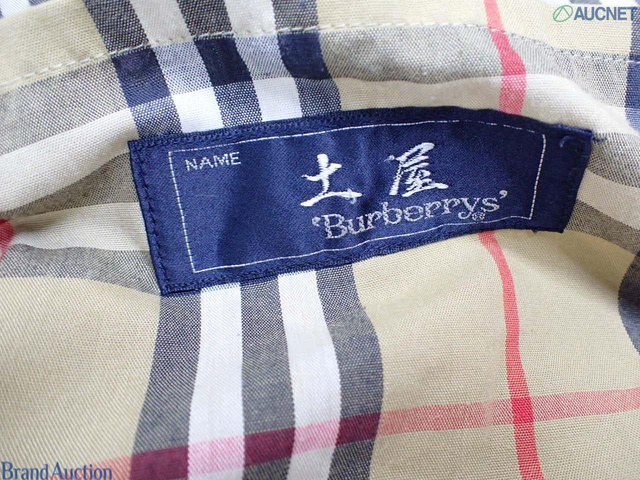 AUCNET
NAME
土屋
'Burberrys'®
Brand Auction